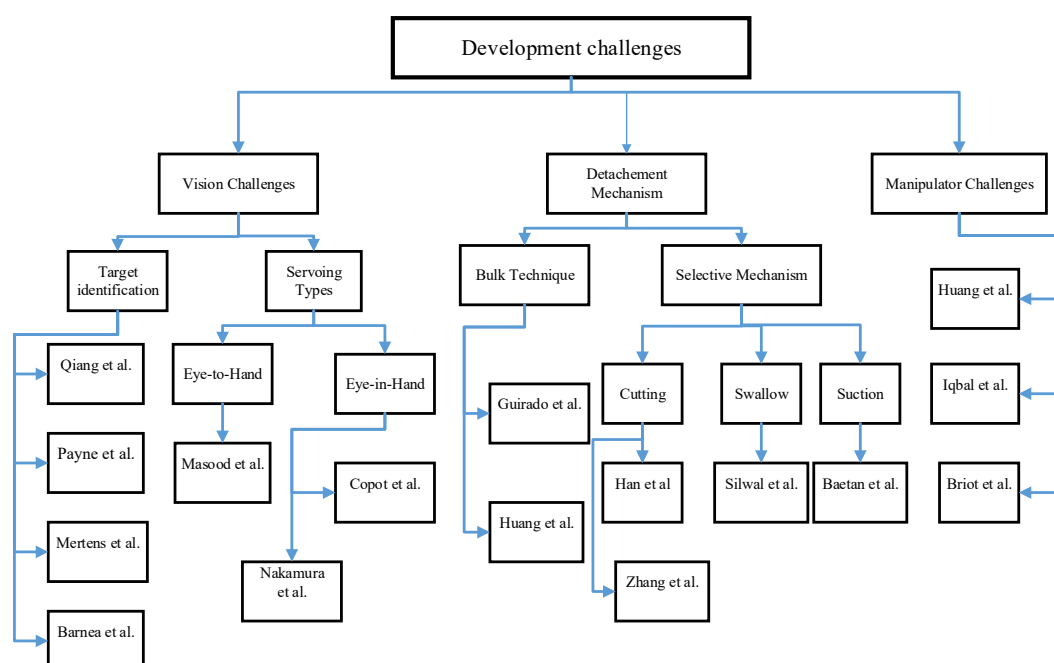 Development challenges
Vision Challenges
Detachement
Mechanism
Manipulator Challenges
Target
identification
Servoing
Types
Bulk Technique
Selective Mechanism
Huang et al.
Qiang et al.
Eye-to-Hand
Eye-in-Hand
Guirado et al.
Cutting
Swallow
Suction
Iqbal et al.
Payne et al.
Masood et al.
Copot et al.
Han et al
Silwal et al.
Baetan et al.
Briot et al.
Mertens et al.
Nakamura
et al.
Huang et al.
Zhang et al.
Barnea et al.